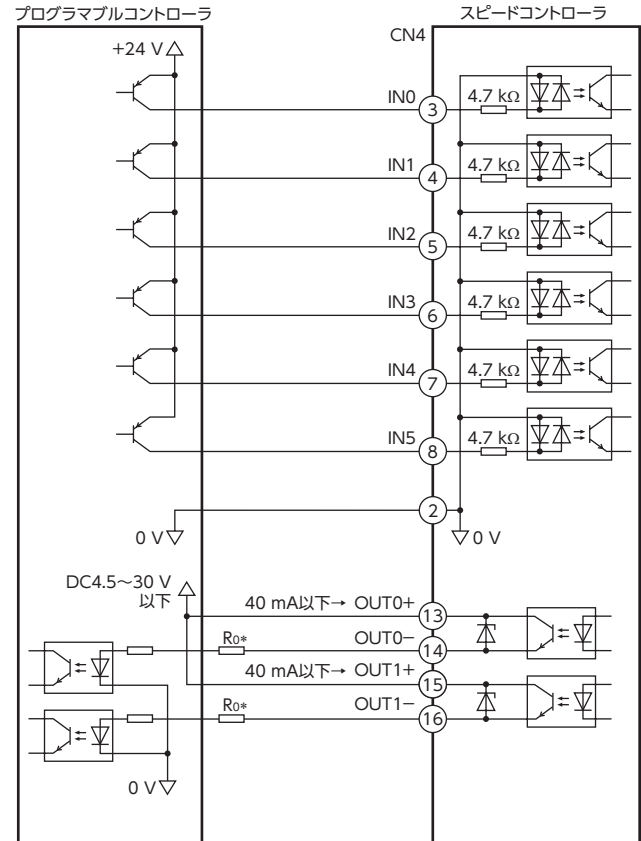 プログラマブルコントローラ
スピードコントローラ
CN4
+24 V
IN0
3
4.7 kΩ
IN1
4
4.7 kΩ
IN2
5
4.7 kΩ
IN3
6
4.7 kΩ
IN4
7
4.7 kΩ
IN5
8
4.7 kΩ
2
0 V
0 V
DC4.5～30 V
以下
40 mA以下→ OUT0+
13
R0*
OUT0−
14
40 mA以下→ OUT1+
15
R0*
OUT1−
16
0 V